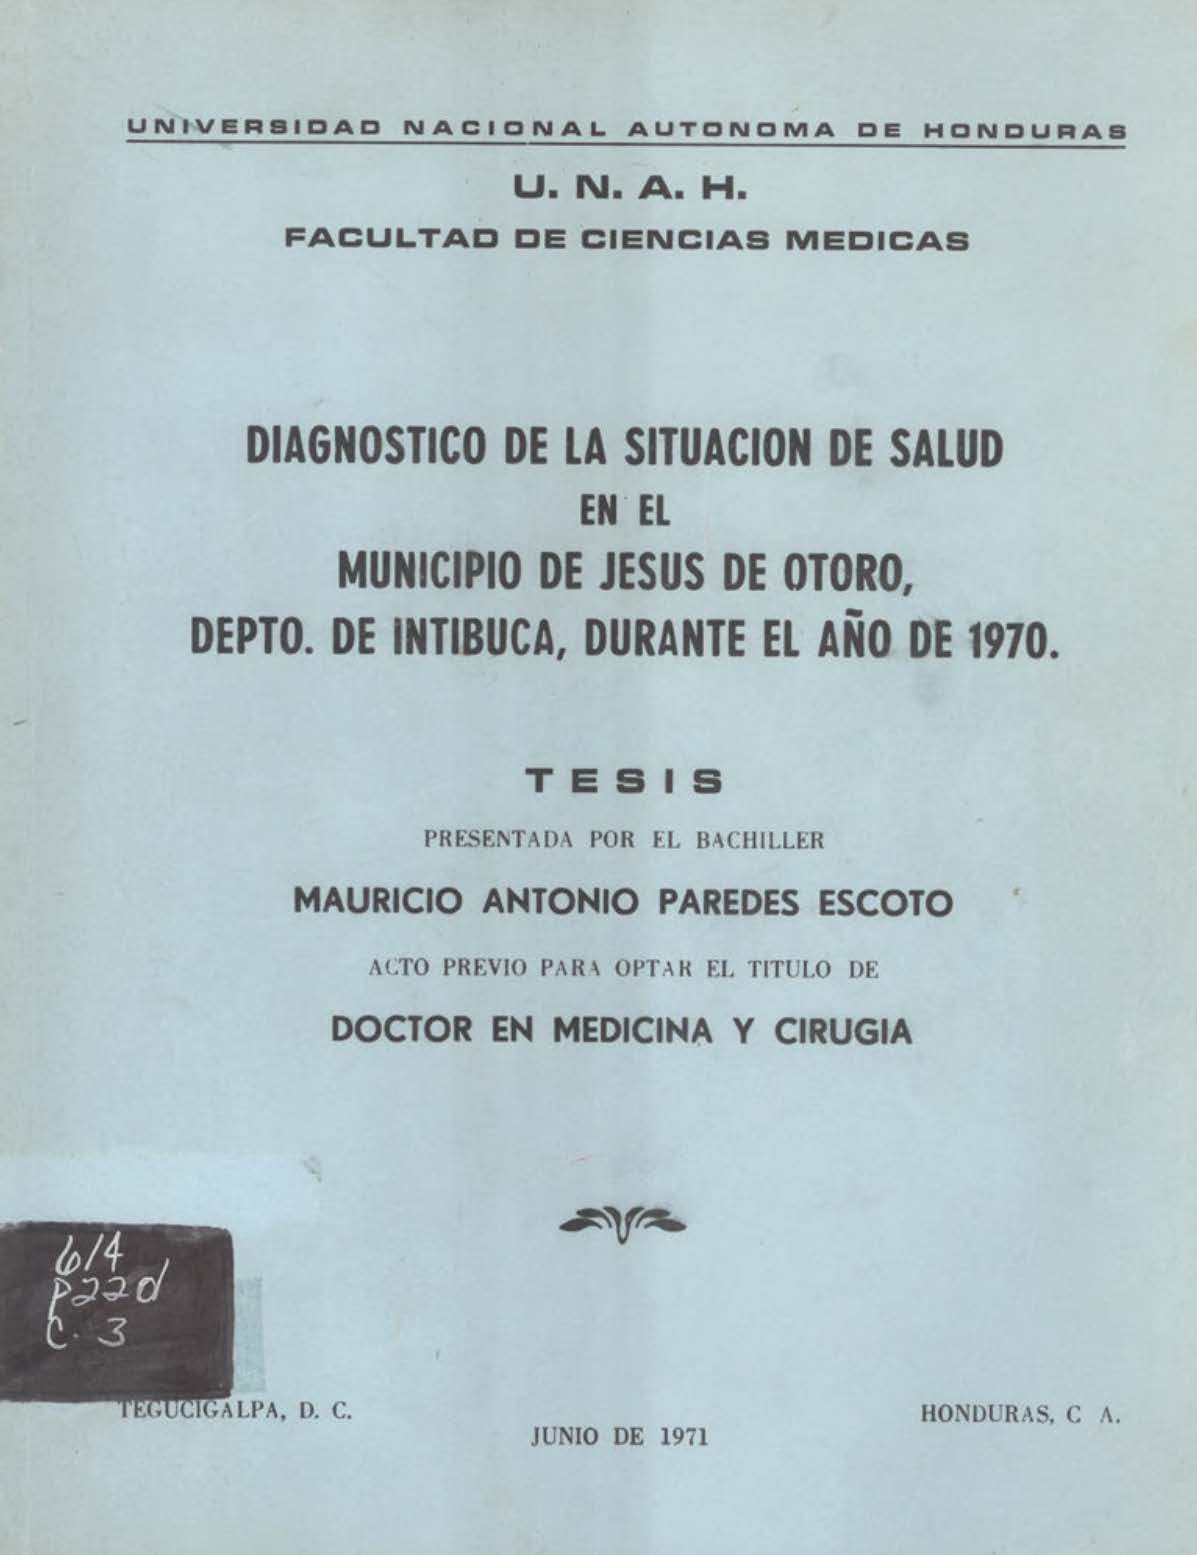 UNIVERSIDAD NACIONAL AUTONOMA DE HONDURAS
U. N. A. H.
FACULTAD DE CIENCIAS MEDICAS
DIAGNOSTICO DE LA SITUACION DE SALUD
EN EL
MUNICIPIO DE JESUS DE OTORO,
DEPTO. DE INTIBUCA, DURANTE EL AÑO DE 1970.
TESIS
PRESENTADA POR EL BACHILLER
MAURICIO ANTONIO PAREDES ESCOTO
ACTO PREVIO PARA OPTAR EL TITULO DE
DOCTOR EN MEDICINA Y CIRUGIA
614
P22d
C. 3
TEGUCIGALPA, D. C.
HONDURAS, C A.
JUNIO DE 1971